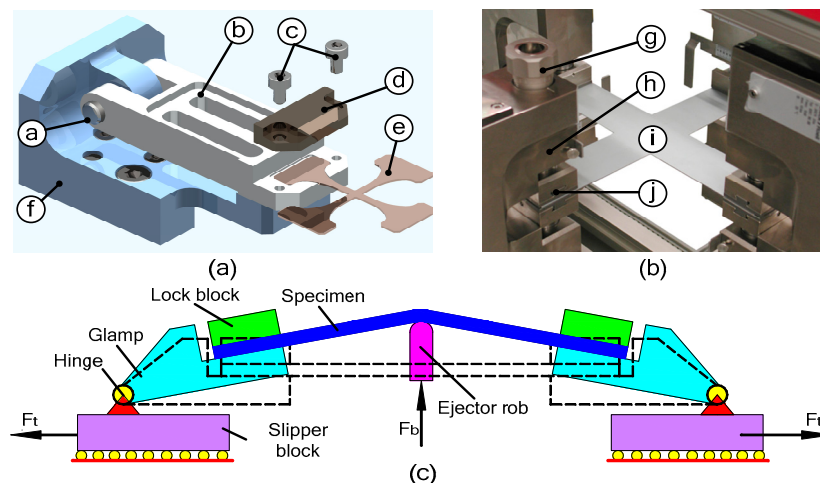 a
b
c
d
e
f
g
h
i
j
(a)
(b)
Lock block
Specimen
Glamp
Hinge
Ejector rob
Ft
Slipper
block
Fb
Ft
(c)